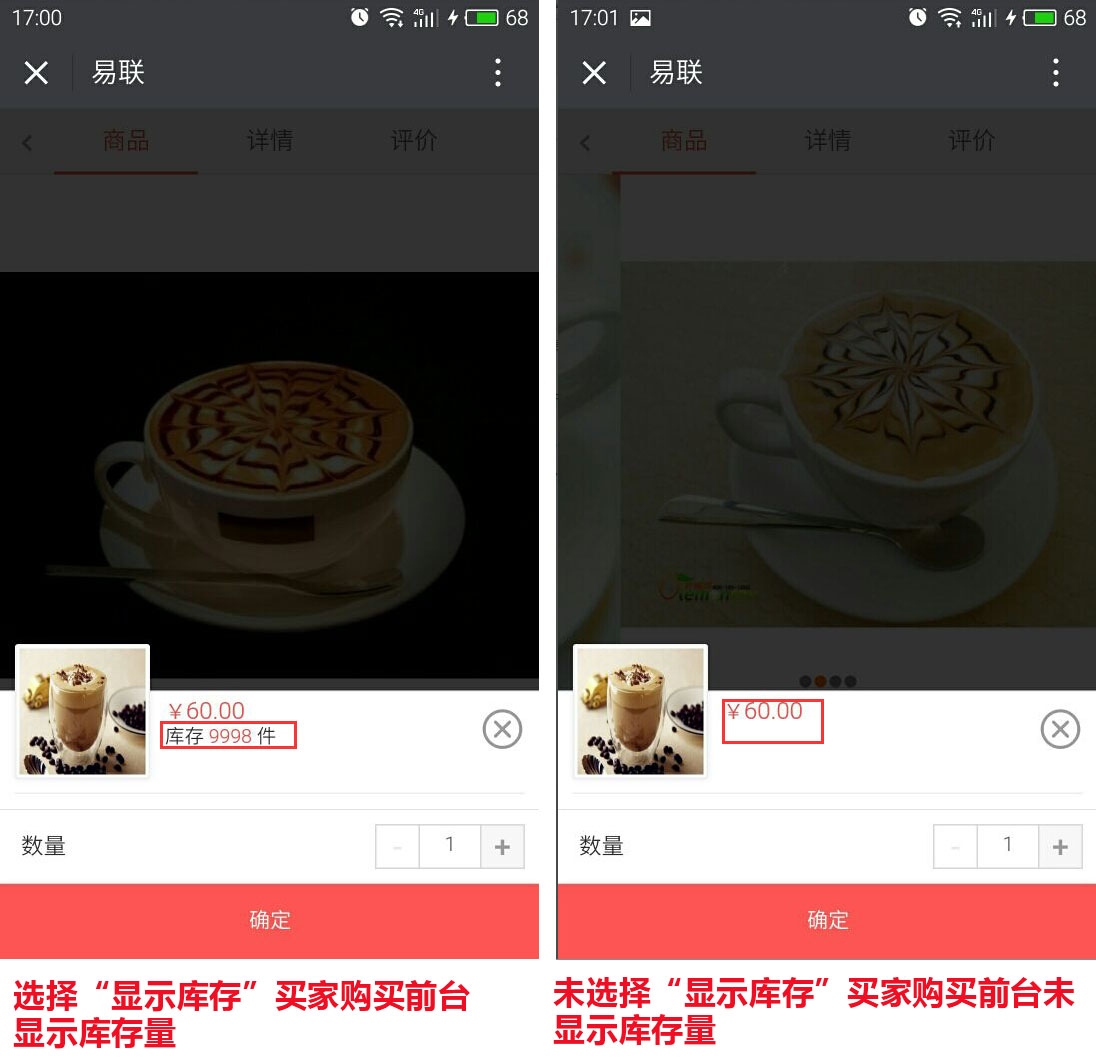 17:00
4G
68
易联
商品 详情 评价
￥60.00
库存 9998 件
数量
- 1 +
确定
选择“显示库存”买家购买前台
显示库存量
17:01
4G
68
易联
商品 详情 评价
￥60.00
数量
- 1 +
确定
未选择“显示库存”买家购买前台未
显示库存量